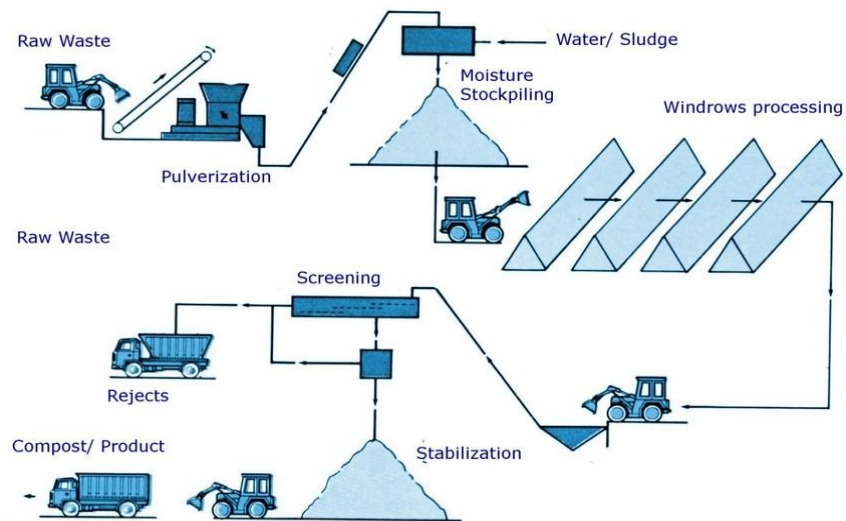 Raw Waste
Water/ Sludge
Moisture
Stockpiling
Windrows processing
Pulverization
Raw Waste
Screening
Rejects
Compost/ Product
Stabilization